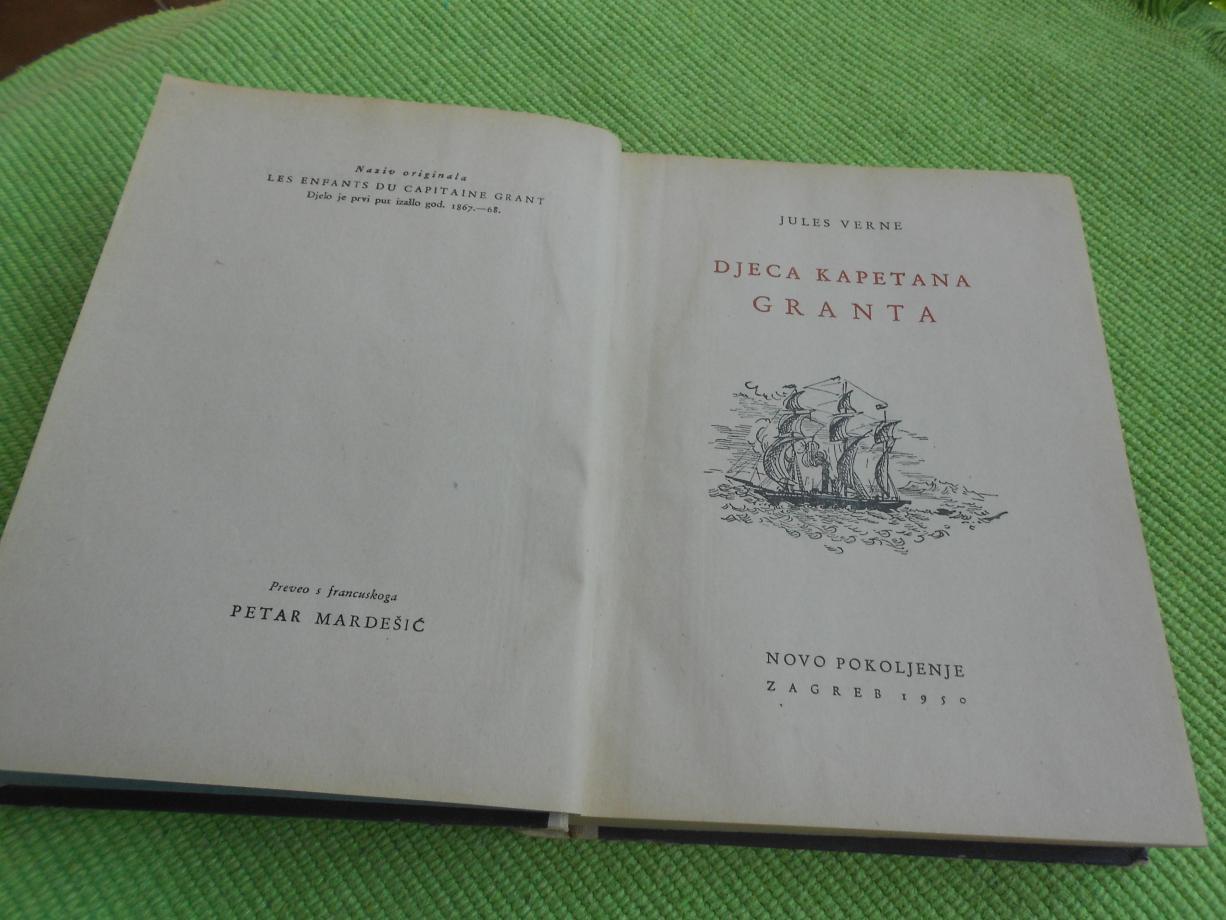 Naziv originala
LES ENFANTS DU CAPITAINE GRANT
Djelo je prvi put izašlo god. 1867.—68.
Preveo s francuskoga
PETAR MARDEŠIĆ
JULES VERNE
DJECA KAPETANA
GRANTA
NOVO POKOLJENJE
ZAGREB 1950